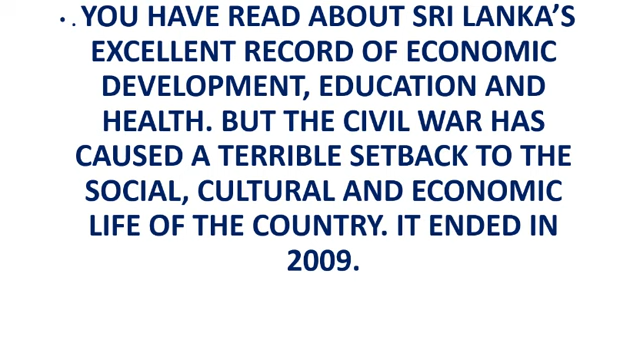 • . YOU HAVE READ ABOUT SRI LANKA’S
EXCELLENT RECORD OF ECONOMIC
DEVELOPMENT, EDUCATION AND
HEALTH. BUT THE CIVIL WAR HAS
CAUSED A TERRIBLE SETBACK TO THE
SOCIAL, CULTURAL AND ECONOMIC
LIFE OF THE COUNTRY. IT ENDED IN
2009.